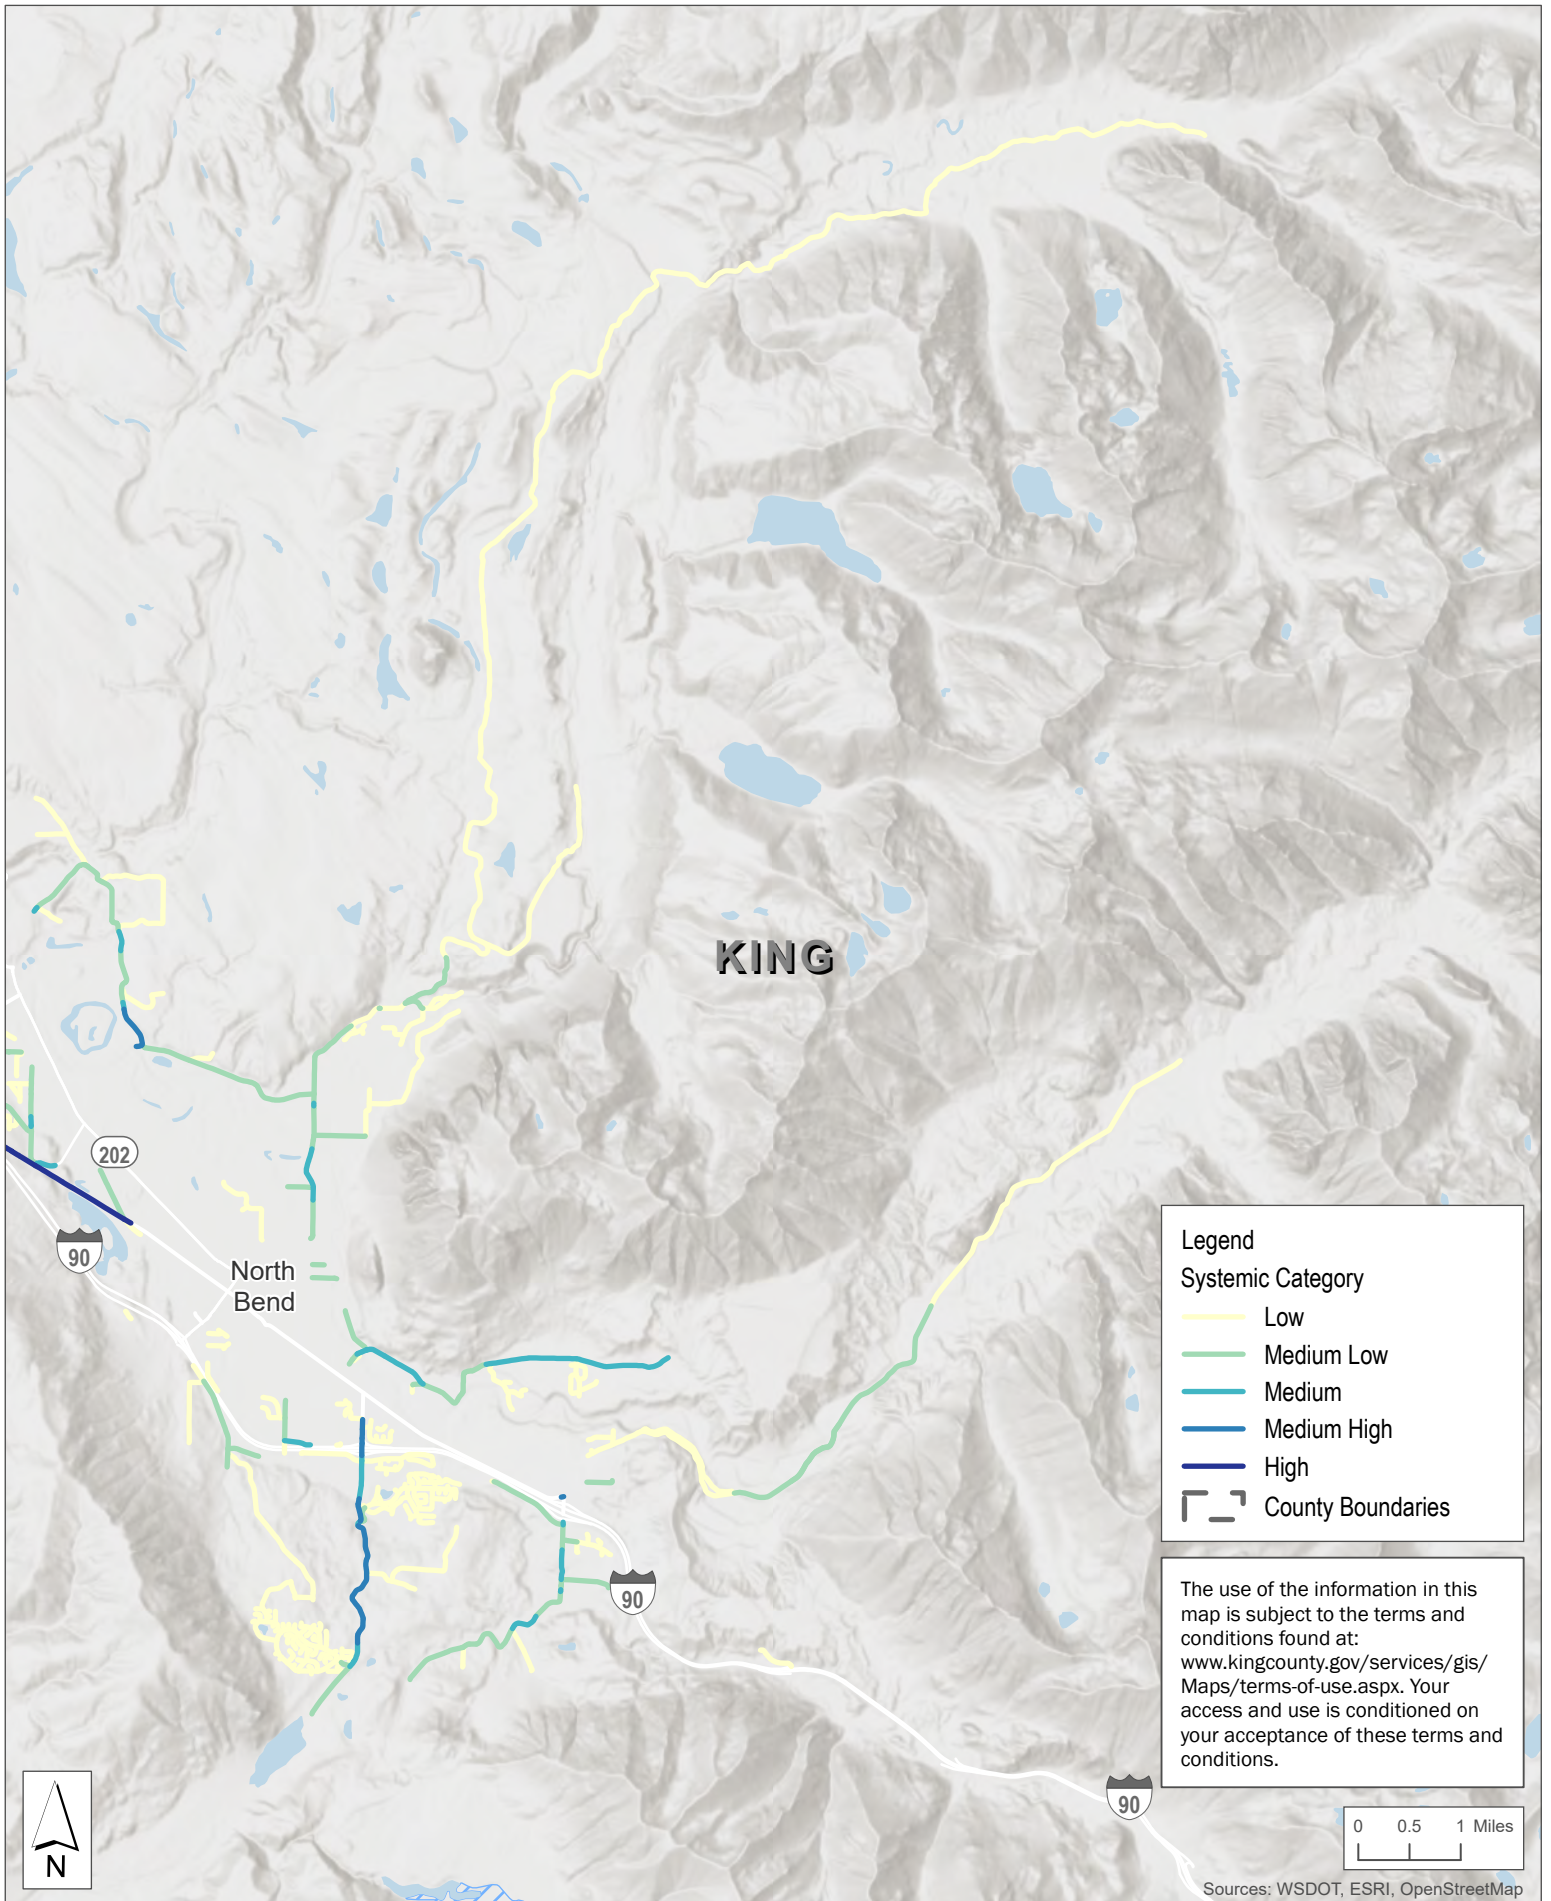 KING
202
90
North
Bend
90
90
Legend
Systemic Category
Low
Medium Low
Medium
Medium High
High
County Boundaries
The use of the information in this
map is subject to the terms and
conditions found at:
www.kingcounty.gov/services/gis/
Maps/terms-of-use.aspx. Your
access and use is conditioned on
your acceptance of these terms and
conditions.
N
0 0.5 1 Miles
Sources: WSDOT, ESRI, OpenStreetMap